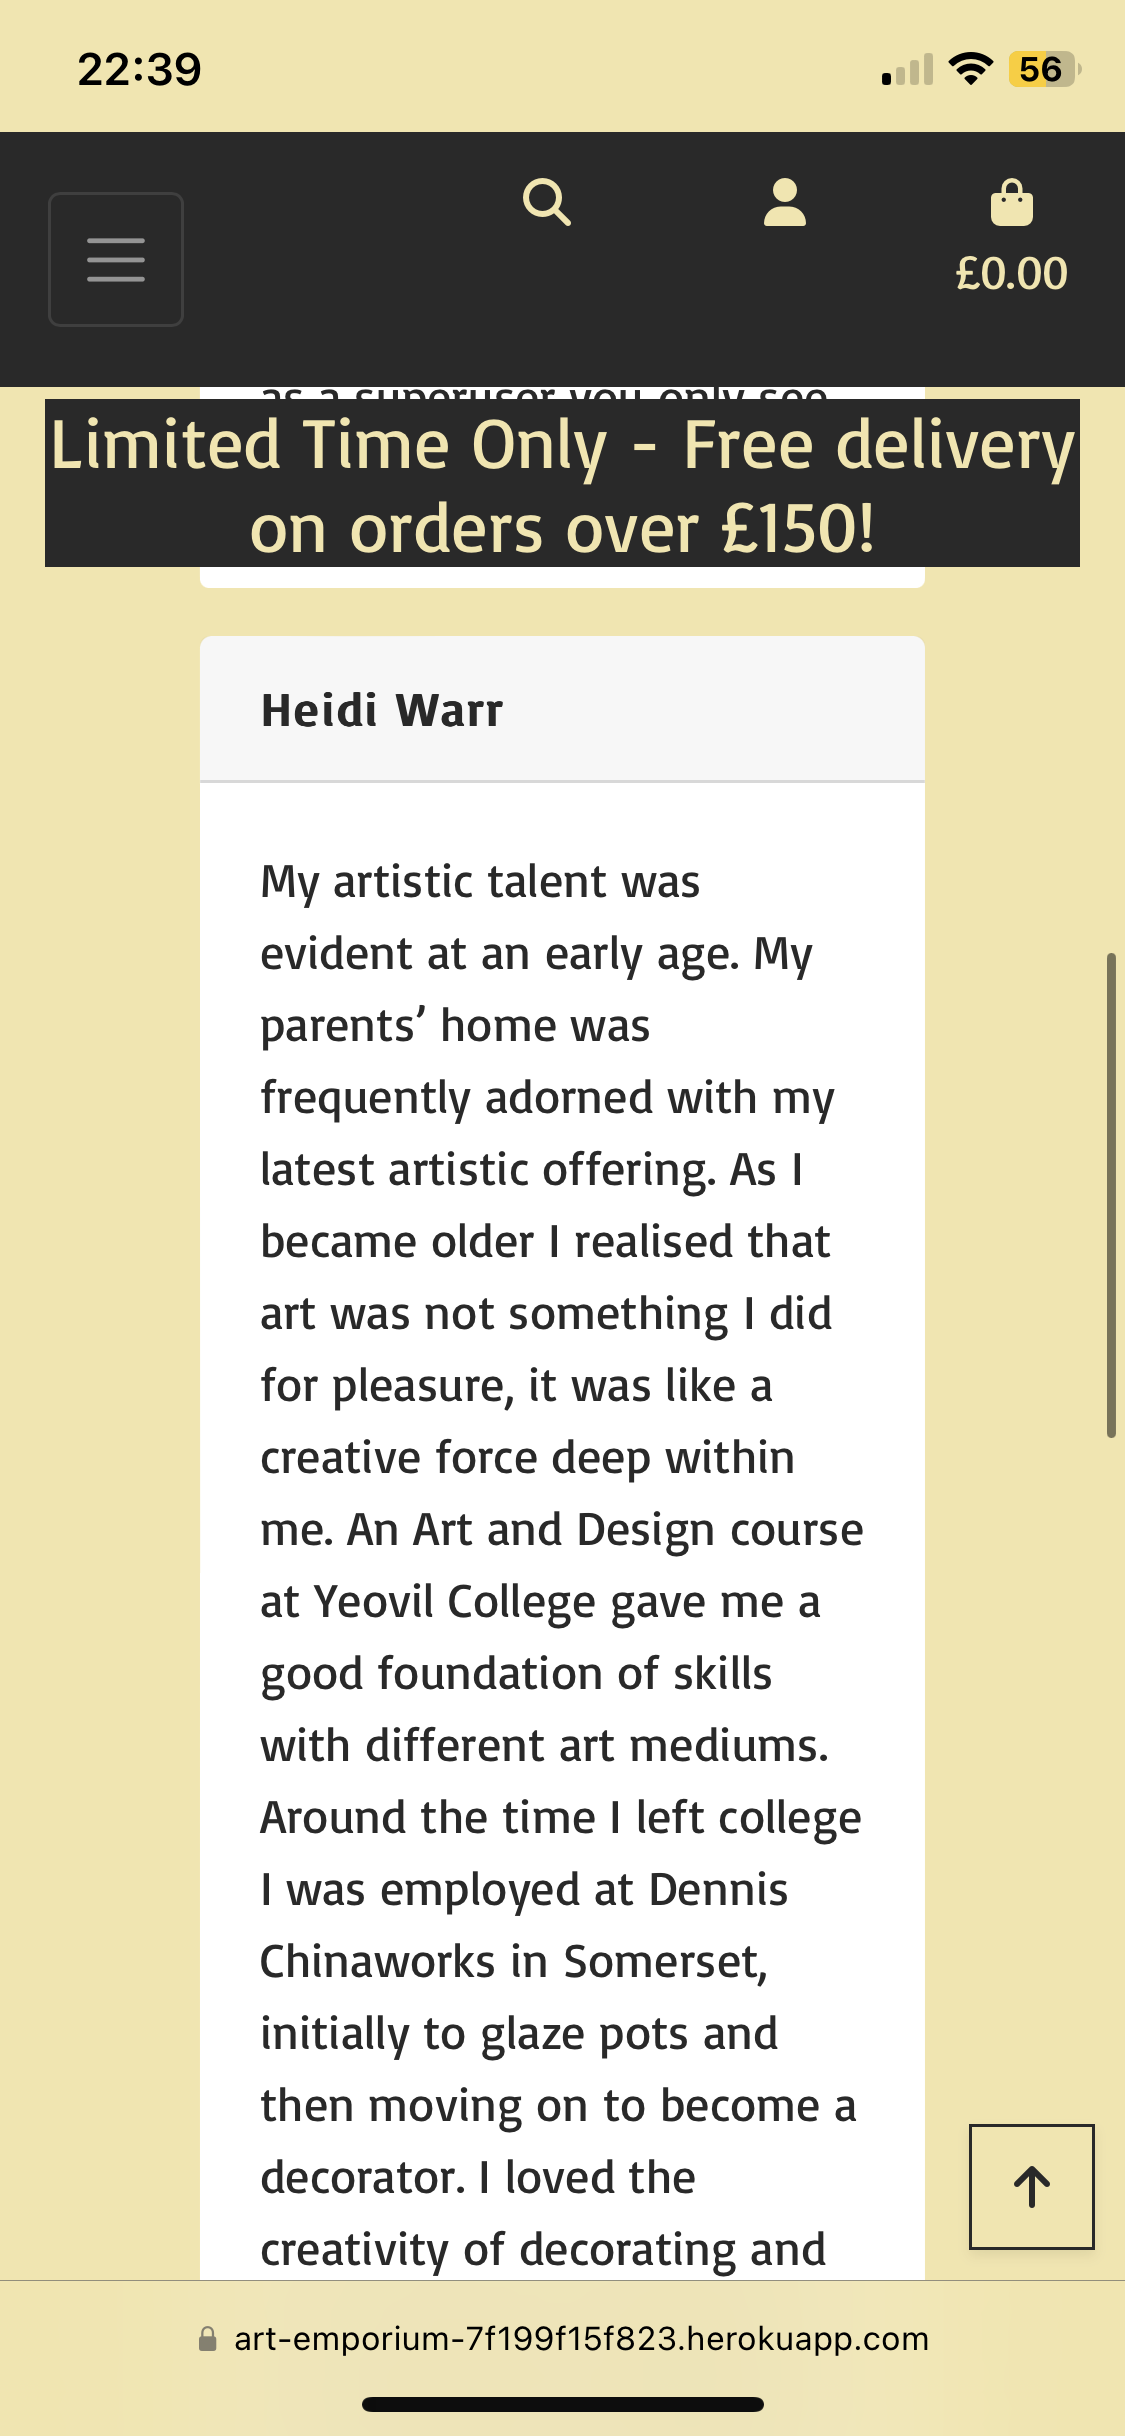 22:39
56
£0.00
as a superuser you only see
Limited Time Only - Free delivery
on orders over £150!
Heidi Warr
My artistic talent was
evident at an early age. My
parents’ home was
frequently adorned with my
latest artistic offering. As I
became older I realised that
art was not something I did
for pleasure, it was like a
creative force deep within
me. An Art and Design course
at Yeovil College gave me a
good foundation of skills
with different art mediums.
Around the time I left college
I was employed at Dennis
Chinaworks in Somerset,
initially to glaze pots and
then moving on to become a
decorator. I loved the
creativity of decorating and
art-emporium-7f199f15f823.herokuapp.com